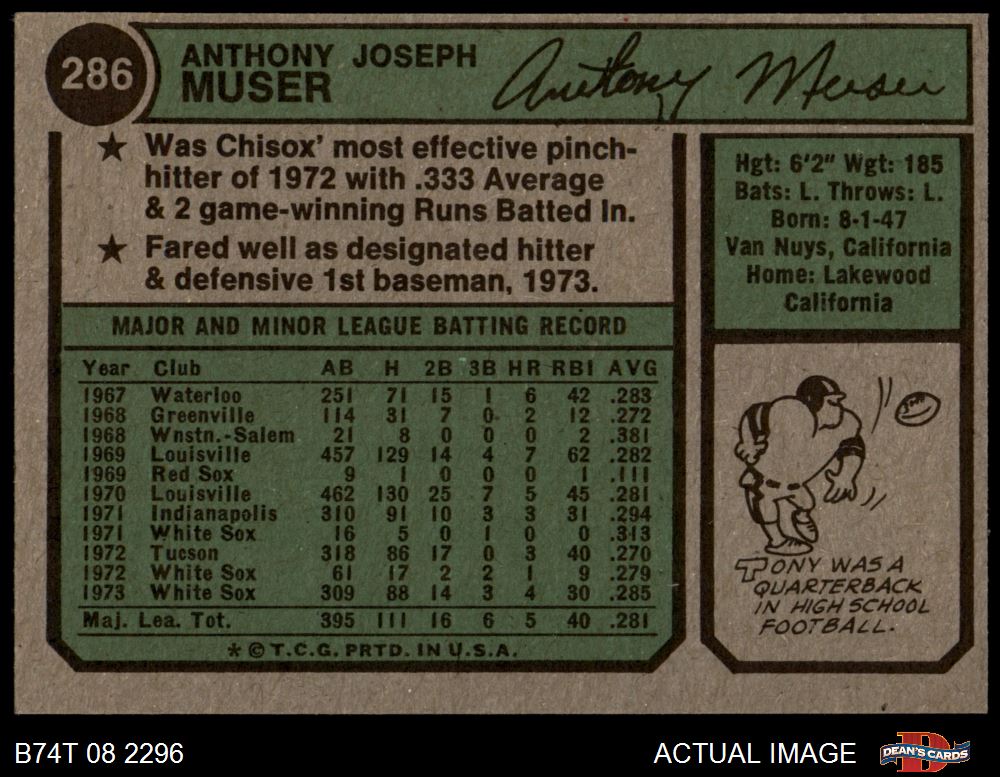 286
ANTHONY JOSEPH
MUSER
Anthony Muser
★ Was Chisox' most effective pinch-
hitter of 1972 with .333 Average
& 2 game-winning Runs Batted In.
★ Fared well as designated hitter
& defensive 1st baseman, 1973.
MAJOR AND MINOR LEAGUE BATTING RECORD
Year Club AB H 2B 3B HR RBI AVG
1967 Waterloo 251 71 15 1 6 42 .283
1968 Greenville 114 31 7 0 2 12 .272
1968 Wnstn.-Salem 21 8 0 0 0 2 .381
1969 Louisville 457 129 14 4 7 62 .282
1969 Red Sox 9 1 0 0 0 1 .111
1970 Louisville 462 130 25 7 5 45 .281
1971 Indianapolis 310 91 10 3 3 31 .294
1971 White Sox 16 5 0 1 0 0 .313
1972 Tucson 318 86 17 0 3 40 .270
1972 White Sox 61 17 2 2 1 9 .279
1973 White Sox 309 88 14 3 4 30 .285
Maj. Lea. Tot. 395 111 16 6 5 40 .281
* © T.C.G. PRTD. IN U.S.A.
Hgt: 6'2" Wgt: 185
Bats: L. Throws: L.
Born: 8-1-47
Van Nuys, California
Home: Lakewood
California
TONY WAS A
QUARTERBACK
IN HIGH SCHOOL
FOOTBALL.
B74T 08 2296
ACTUAL IMAGE
D
DEAN'S CARDS